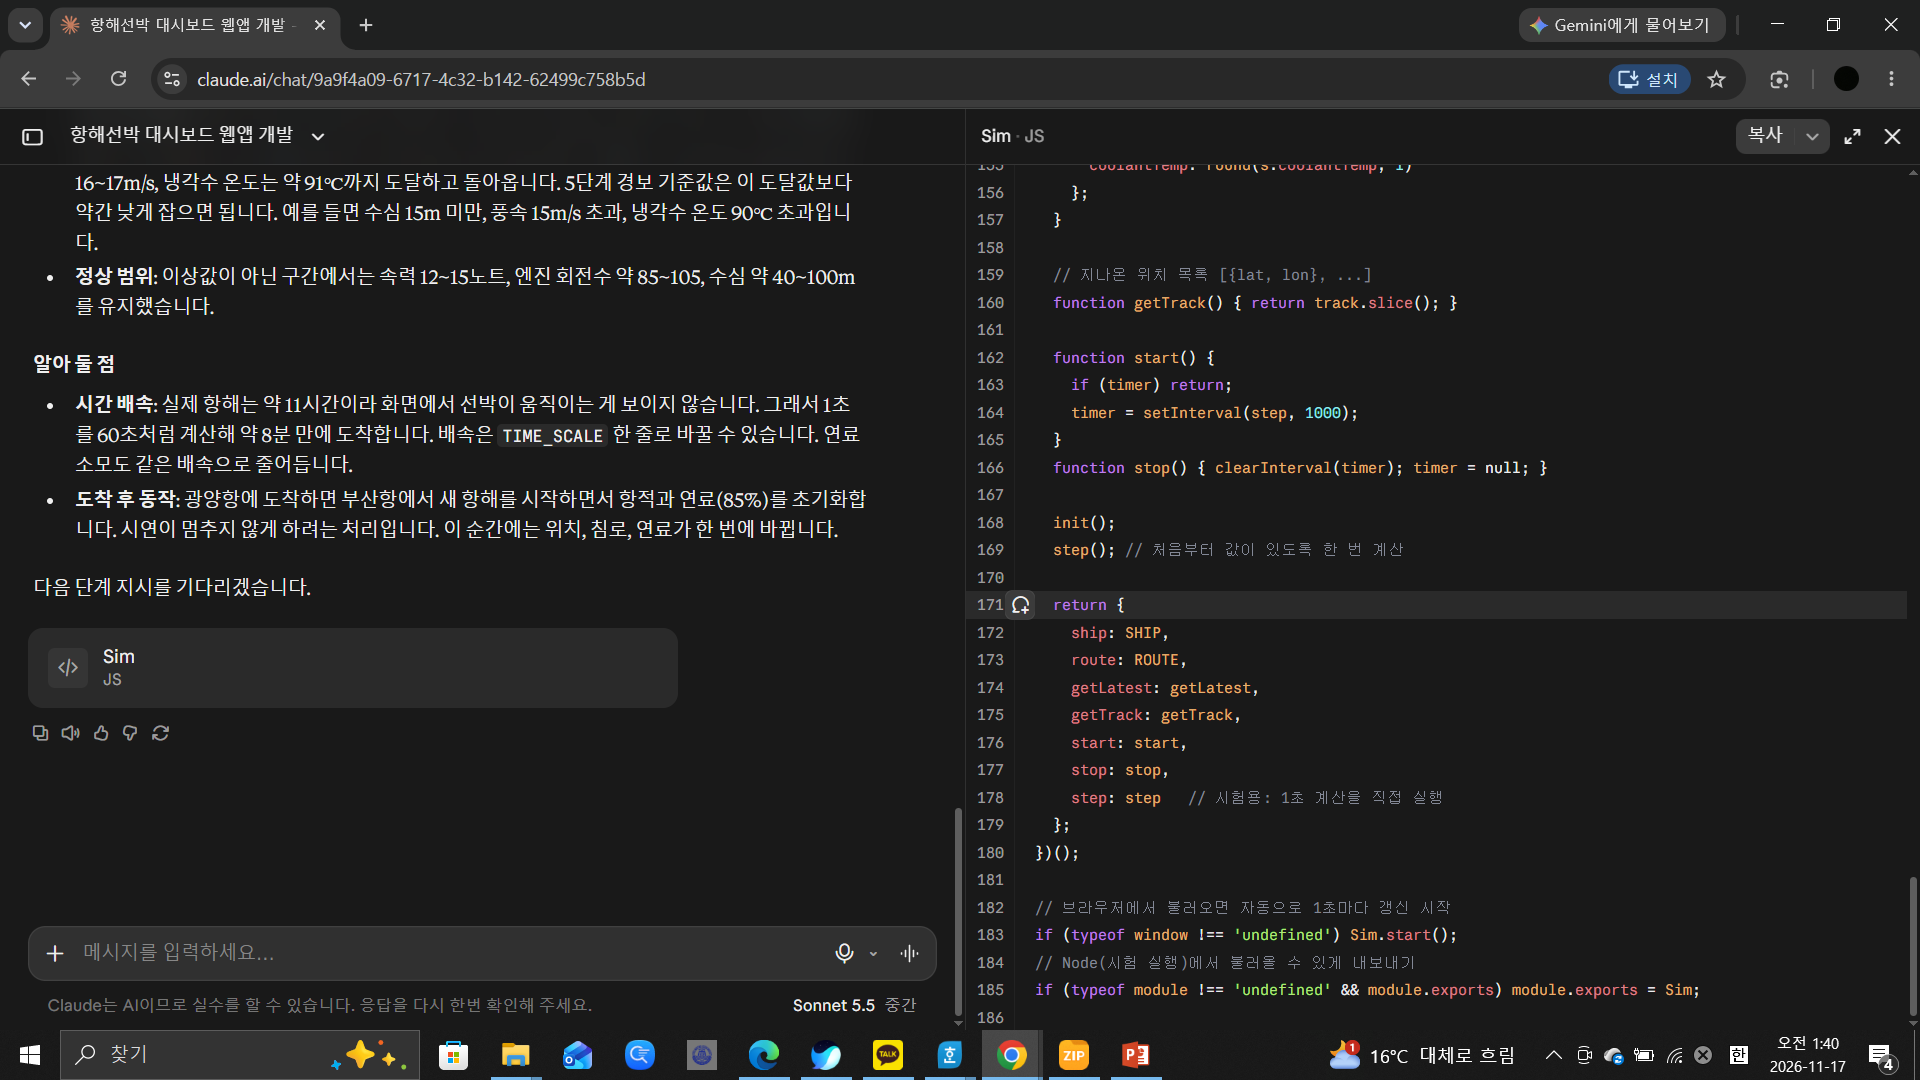 향해선박 대시보드 웹앱 개발 -
Gemini에게 물어보기
claude.ai/chat/9a9f4a09-6717-4c32-b142-62499c758b5d
설치
항해선박 대시보드 웹앱 개발
16~17m/s, 냉각수 온도는 약 91°C까지 도달하고 돌아옵니다. 5단계 경보 기준값은 이 도달값보다
약간 낮게 잡으면 됩니다. 예를 들면 수심 15m 미만, 풍속 15m/s 초과, 냉각수 온도 90°C 초과입니
다.
• 정상 범위: 이상값이 아닌 구간에서는 속력 12~15노트, 엔진 회전수 약 85~105, 수심 약 40~100m
를 유지했습니다.
알아 둘 점
• 시간 배속: 실제 항해는 약 11시간이라 화면에서 선박이 움직이는 게 보이지 않습니다. 그래서 1초
를 60초처럼 계산해 약 8분 만에 도착합니다. 배속은 TIME_SCALE 한 줄로 바꿀 수 있습니다. 연료
소모도 같은 배속으로 줄어듭니다.
• 도착 후 동작: 광양항에 도착하면 부산항에서 새 항해를 시작하면서 항적과 연료(85%)를 초기화합
니다. 시연이 멈추지 않게 하려는 처리입니다. 이 순간에는 위치, 침로, 연료가 한 번에 바뀝니다.
다음 단계 지시를 기다리겠습니다.
Sim
JS
메시지를 입력하세요...
Claude는 AI이므로 실수를 할 수 있습니다. 응답을 다시 한번 확인해 주세요.
Sonnet 5.5 중간
Sim · JS
복사
155 coolantTemp: round(s.coolantTemp, 1)
156 };
157 }
158
159 // 지나온 위치 목록 [{lat, lon}, ...]
160 function getTrack() { return track.slice(); }
161
162 function start() {
163 if (timer) return;
164 timer = setInterval(step, 1000);
165 }
166 function stop() { clearInterval(timer); timer = null; }
167
168 init();
169 step(); // 처음부터 값이 있도록 한 번 계산
170
171 return {
172 ship: SHIP,
173 route: ROUTE,
174 getLatest: getLatest,
175 getTrack: getTrack,
176 start: start,
177 stop: stop,
178 step: step // 시험용: 1초 계산을 직접 실행
179 };
180 })();
181
182 // 브라우저에서 불러오면 자동으로 1초마다 갱신 시작
183 if (typeof window !== 'undefined') Sim.start();
184 // Node(시험 실행)에서 불러올 수 있게 내보내기
185 if (typeof module !== 'undefined' && module.exports) module.exports = Sim;
186
찾기
TALK
ZIP
1
16°C 대체로 흐림
한
오전 1:40
2026-11-17
4